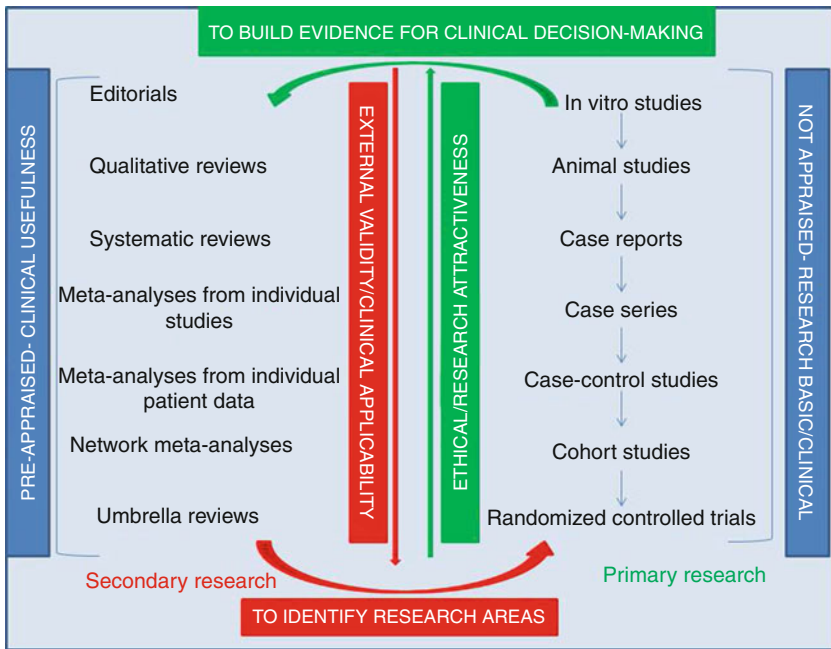 TO BUILD EVIDENCE FOR CLINICAL DECISION-MAKING
PRE-APPRAISED- CLINICAL USEFULNESS
Editorials
Qualitative reviews
Systematic reviews
Meta-analyses from individual
studies
Meta-analyses from individual
patient data
Network meta-analyses
Umbrella reviews
Secondary research
EXTERNAL VALIDITY/CLINICAL APPLICABILITY
ETHICAL/RESEARCH ATTRACTIVENESS
In vitro studies
Animal studies
Case reports
Case series
Case-control studies
Cohort studies
Randomized controlled trials
Primary research
NOT APPRAISED- RESEARCH BASIC/CLINICAL
TO IDENTIFY RESEARCH AREAS